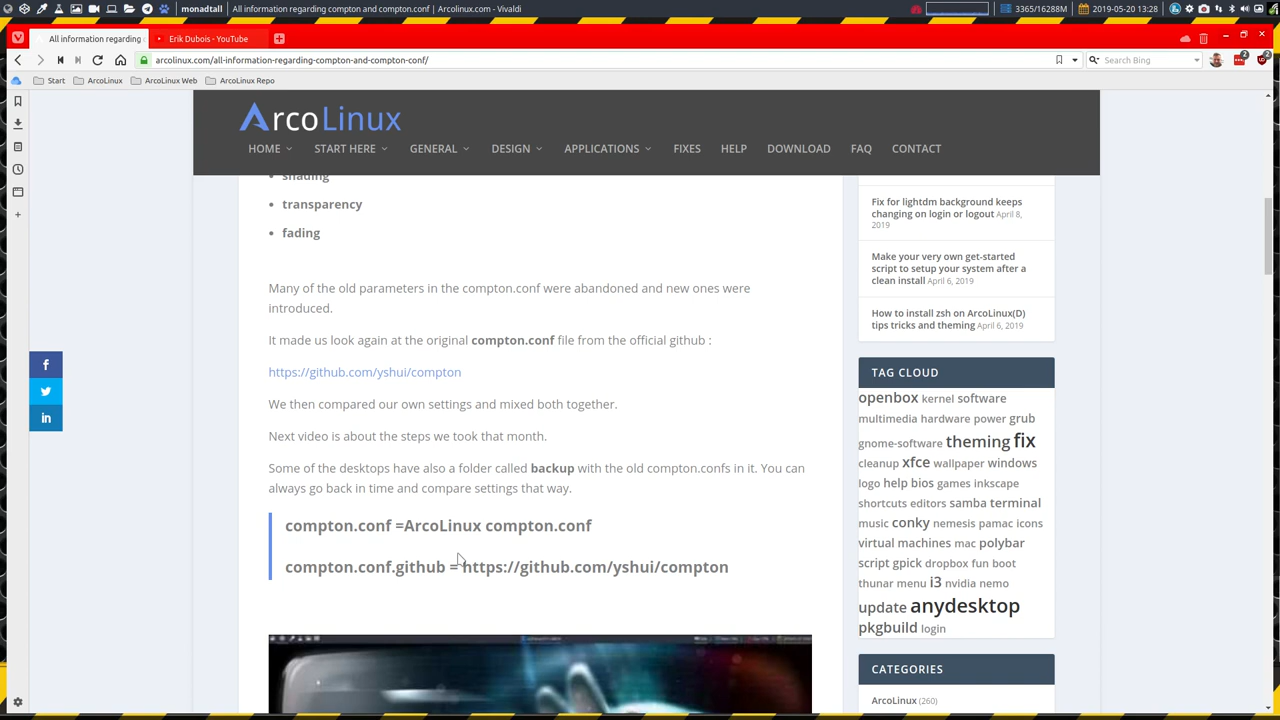 monadtall
All information regarding compton and compton.conf | Arcolinux.com - Vivaldi
3365/16288M
2019-05-20 13:28
All information regarding
Erik Dubois - YouTube
arcolinux.com/all-information-regarding-compton-and-compton-conf/
Search Bing
2
2
Start
ArcoLinux
ArcoLinux Web
ArcoLinux Repo
ArcoLinux
HOME
START HERE
GENERAL
DESIGN
APPLICATIONS
FIXES
HELP
DOWNLOAD
FAQ
CONTACT
shading
transparency
fading
Many of the old parameters in the compton.conf were abandoned and new ones were
introduced.
It made us look again at the original compton.conf file from the official github :
https://github.com/yshui/compton
We then compared our own settings and mixed both together.
Next video is about the steps we took that month.
Some of the desktops have also a folder called backup with the old compton.confs in it. You can
always go back in time and compare settings that way.
compton.conf =ArcoLinux compton.conf
compton.conf.github = https://github.com/yshui/compton
Fix for lightdm background keeps
changing on login or logout April 8,
2019
Make your very own get-started
script to setup your system after a
clean install April 6, 2019
How to install zsh on ArcoLinux(D)
tips tricks and theming April 6, 2019
TAG CLOUD
openbox kernel software
multimedia hardware power grub
gnome-software theming fix
cleanup xfce wallpaper windows
logo help bios games inkscape
shortcuts editors samba terminal
music conky nemesis pamac icons
virtual machines mac polybar
script gpick dropbox fun boot
thunar menu i3 nvidia nemo
update anydesktop
pkgbuild login
CATEGORIES
ArcoLinux (260)